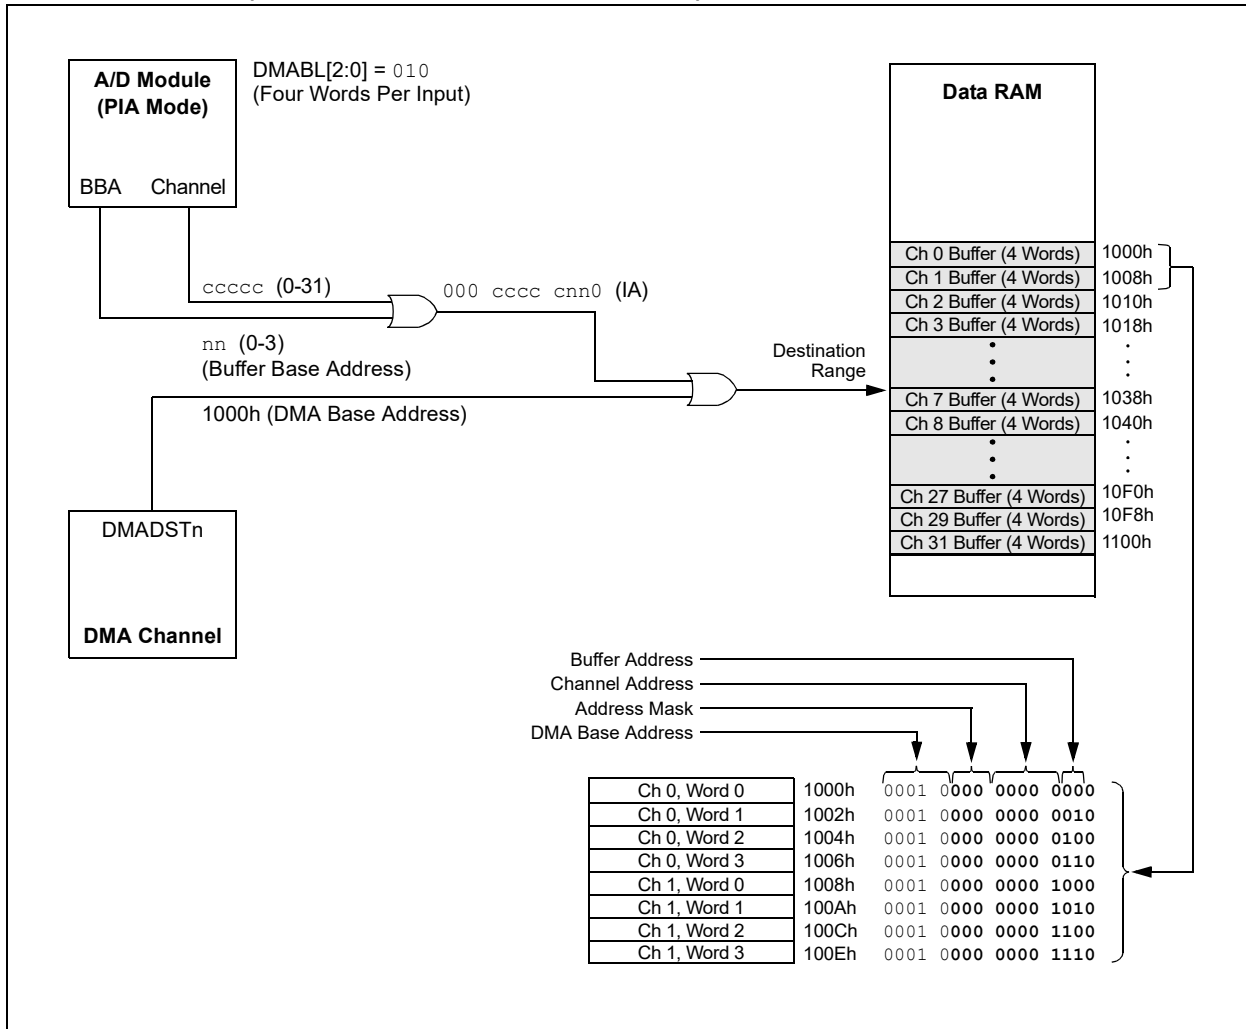 A/D Module
(PIA Mode)
BBA Channel
DMABL[2:0] = 010
(Four Words Per Input)
ccccc (0-31)
000 cccc cnn0 (IA)
nn (0-3)
(Buffer Base Address)
1000h (DMA Base Address)
DMADSTn
DMA Channel
Destination
Range
Data RAM
Ch 0 Buffer (4 Words) 1000h
Ch 1 Buffer (4 Words) 1008h
Ch 2 Buffer (4 Words) 1010h
Ch 3 Buffer (4 Words) 1018h
Ch 7 Buffer (4 Words) 1038h
Ch 8 Buffer (4 Words) 1040h
Ch 27 Buffer (4 Words) 10F0h
Ch 29 Buffer (4 Words) 10F8h
Ch 31 Buffer (4 Words) 1100h
Buffer Address
Channel Address
Address Mask
DMA Base Address
Ch 0, Word 0 1000h 0001 0000 0000 0000
Ch 0, Word 1 1002h 0001 0000 0000 0010
Ch 0, Word 2 1004h 0001 0000 0000 0100
Ch 0, Word 3 1006h 0001 0000 0000 0110
Ch 1, Word 0 1008h 0001 0000 0000 1000
Ch 1, Word 1 100Ah 0001 0000 0000 1010
Ch 1, Word 2 100Ch 0001 0000 0000 1100
Ch 1, Word 3 100Eh 0001 0000 0000 1110